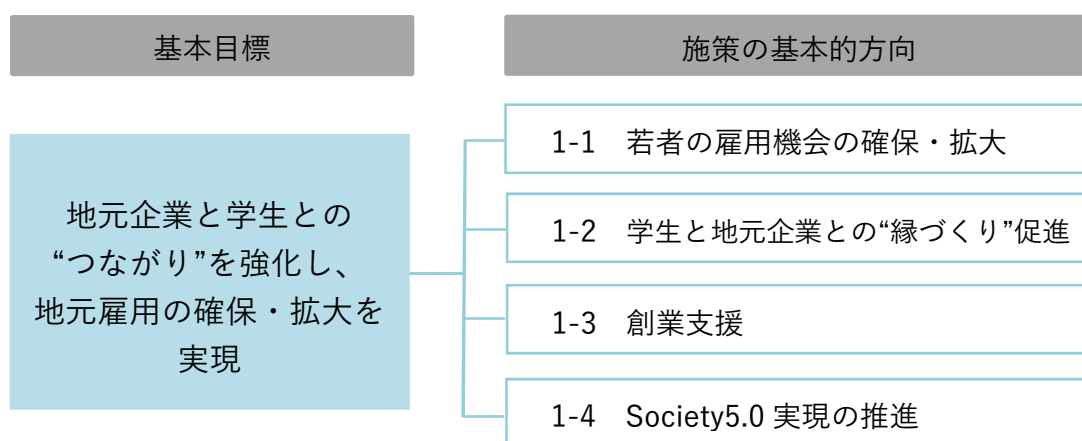 基本目標
施策の基本的方向
地元企業と学生との
“つながり”を強化し、
地元雇用の確保・拡大を
実現
1-1 若者の雇用機会の確保・拡大
1-2 学生と地元企業との“縁づくり”促進
1-3 創業支援
1-4 Society5.0 実現の推進